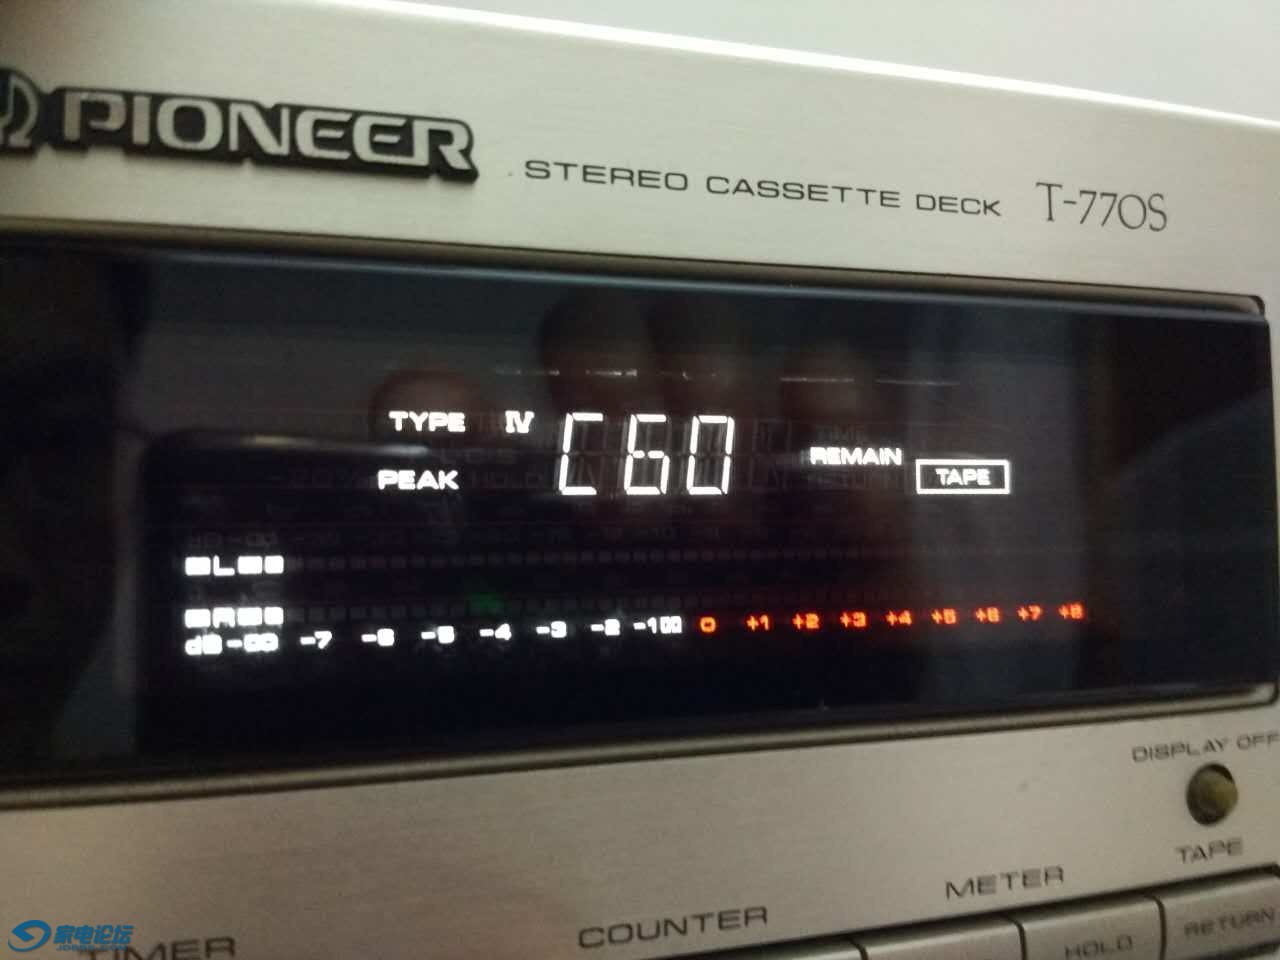 PIONEER
STEREO CASSETTE DECK T-770S
TYPE IV C60
PEAK
REMAIN TAPE
L
R
dB -∞ -7 -6 -5 -4 -3 -2 -1 0 +1 +2 +3 +4 +5 +6 +7 +8
DISPLAY OFF
TAPE
METER
COUNTER
TIMER
HOLD
RETURN
家电论坛